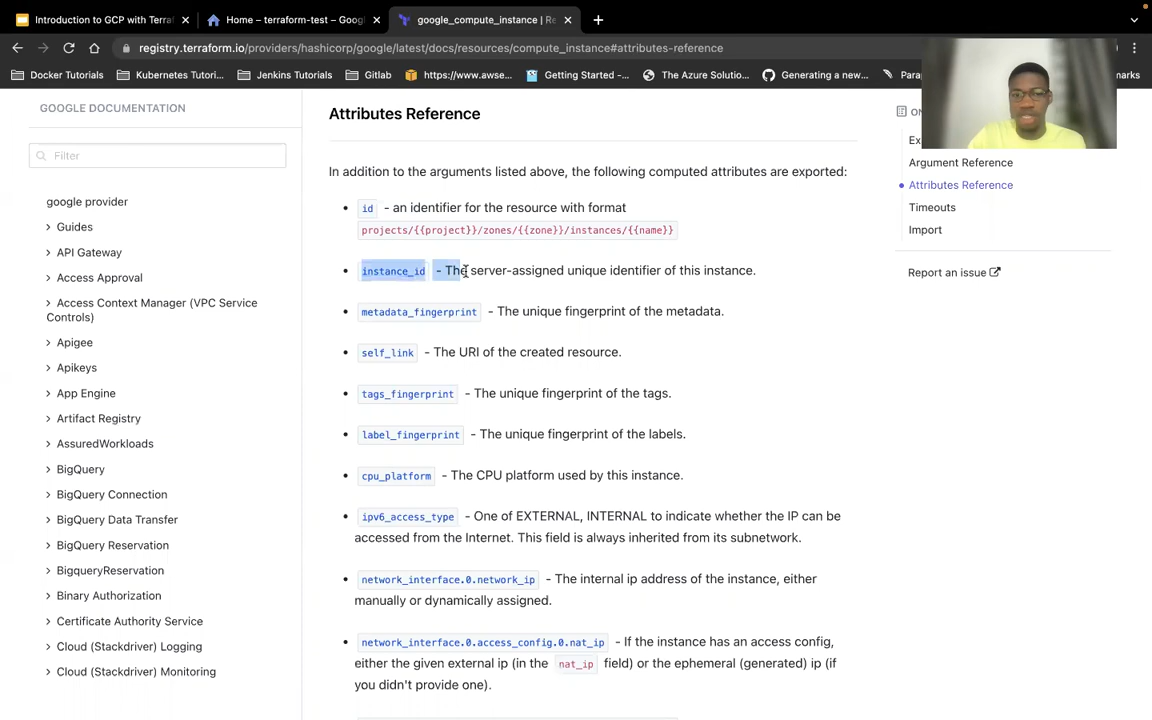 Introduction to GCP with Terraf
Home – terraform-test – Googl
google_compute_instance | Re
registry.terraform.io/providers/hashicorp/google/latest/docs/resources/compute_instance#attributes-reference
Docker Tutorials
Kubernetes Tutori...
Jenkins Tutorials
Gitlab
https://www.awse...
Getting Started -...
The Azure Solutio...
Generating a new...
Para
marks
GOOGLE DOCUMENTATION
Filter
google provider
Guides
API Gateway
Access Approval
Access Context Manager (VPC Service
Controls)
Apigee
Apikeys
App Engine
Artifact Registry
AssuredWorkloads
BigQuery
BigQuery Connection
BigQuery Data Transfer
BigQuery Reservation
BigqueryReservation
Binary Authorization
Certificate Authority Service
Cloud (Stackdriver) Logging
Cloud (Stackdriver) Monitoring
Attributes Reference
In addition to the arguments listed above, the following computed attributes are exported:
id - an identifier for the resource with format
projects/{{project}}/zones/{{zone}}/instances/{{name}}
instance_id - The server-assigned unique identifier of this instance.
metadata_fingerprint - The unique fingerprint of the metadata.
self_link - The URI of the created resource.
tags_fingerprint - The unique fingerprint of the tags.
label_fingerprint - The unique fingerprint of the labels.
cpu_platform - The CPU platform used by this instance.
ipv6_access_type - One of EXTERNAL, INTERNAL to indicate whether the IP can be
accessed from the Internet. This field is always inherited from its subnetwork.
network_interface.0.network_ip - The internal ip address of the instance, either
manually or dynamically assigned.
network_interface.0.access_config.0.nat_ip - If the instance has an access config,
either the given external ip (in the nat_ip field) or the ephemeral (generated) ip (if
you didn't provide one).
ON
Ex
Argument Reference
Attributes Reference
Timeouts
Import
Report an issue